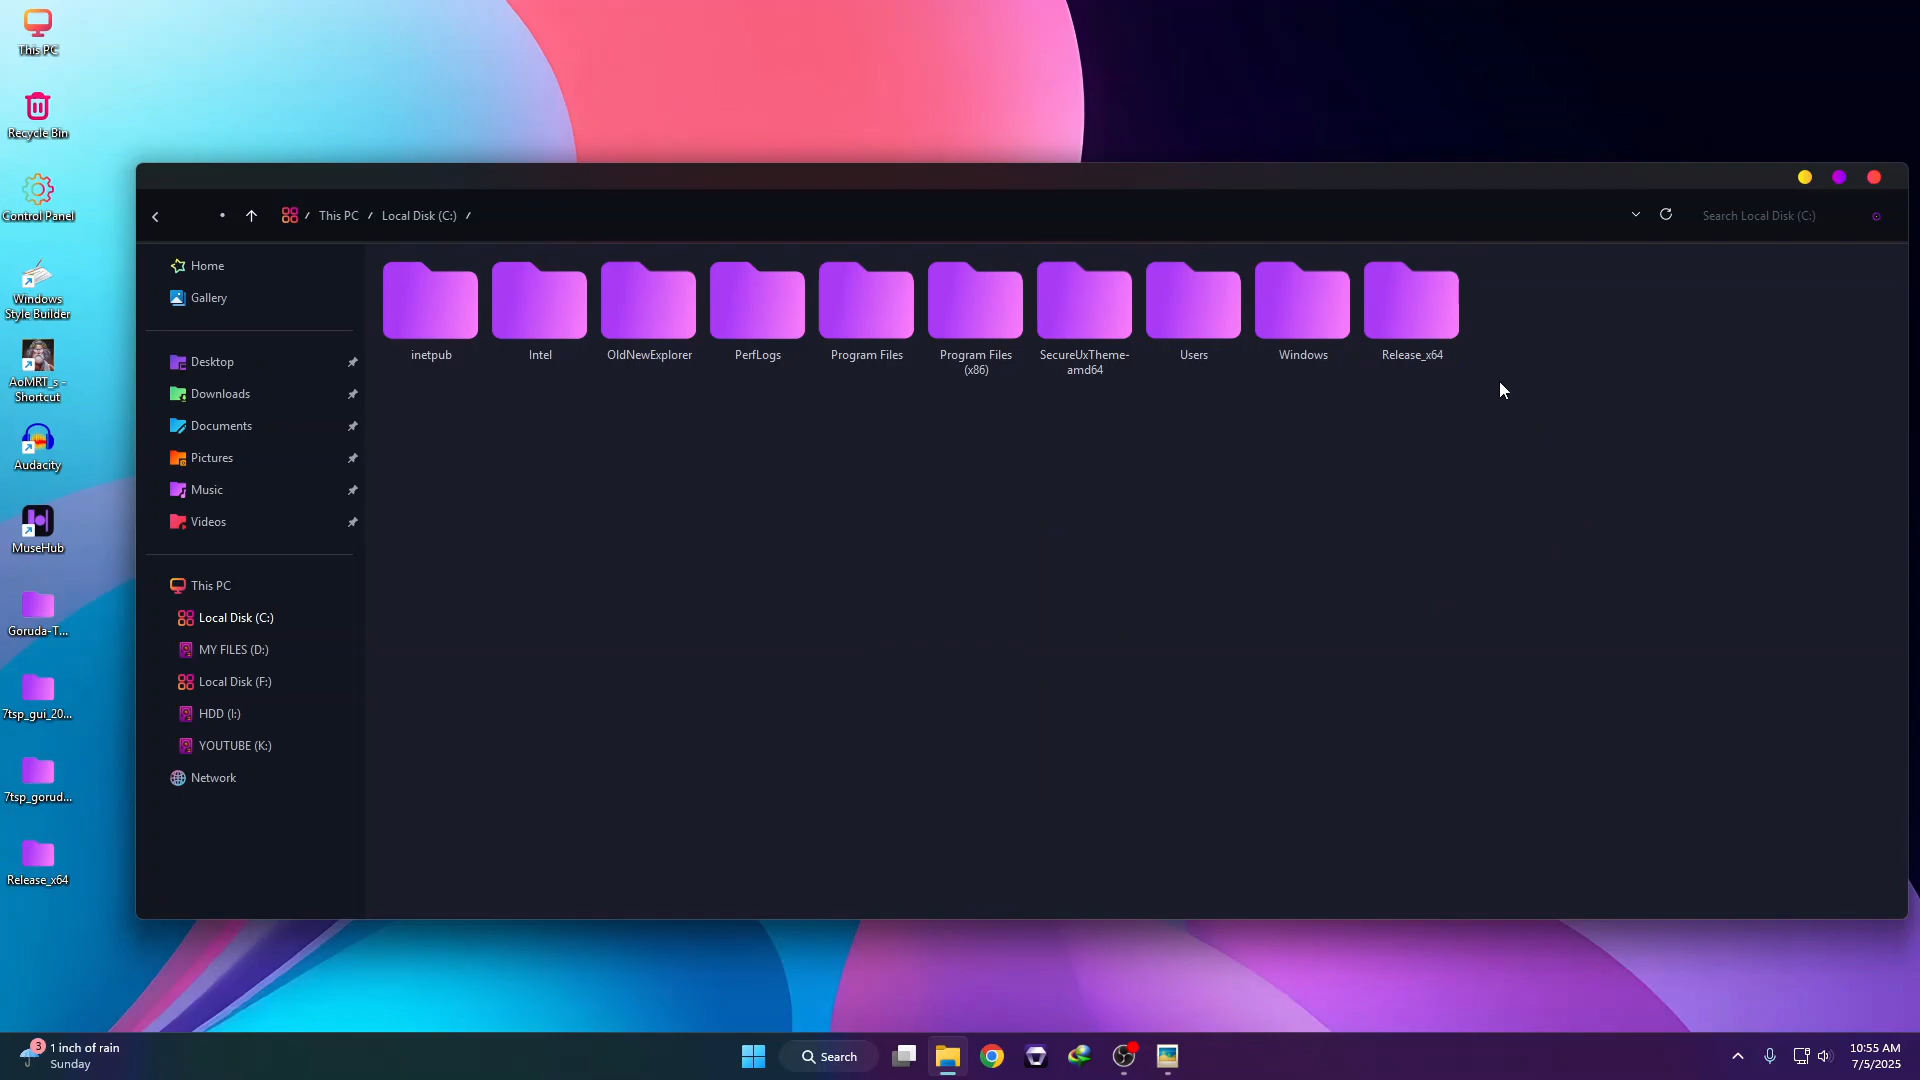 This PC
Recycle Bin
Control Panel
Windows
Style Builder
AoMRT_s -
Shortcut
Audacity
MuseHub
Goruda-T...
7tsp_gui_20...
7tsp_gorud...
Release_x64
/ This PC / Local Disk (C:) /
Search Local Disk (C:)
Home
Gallery
Desktop
Downloads
Documents
Pictures
Music
Videos
This PC
Local Disk (C:)
MY FILES (D:)
Local Disk (F:)
HDD (I:)
YOUTUBE (K:)
Network
inetpub
Intel
OldNewExplorer
PerfLogs
Program Files
Program Files
(x86)
SecureUxTheme-
amd64
Users
Windows
Release_x64
3
1 inch of rain
Sunday
Search
10:55 AM
7/5/2025